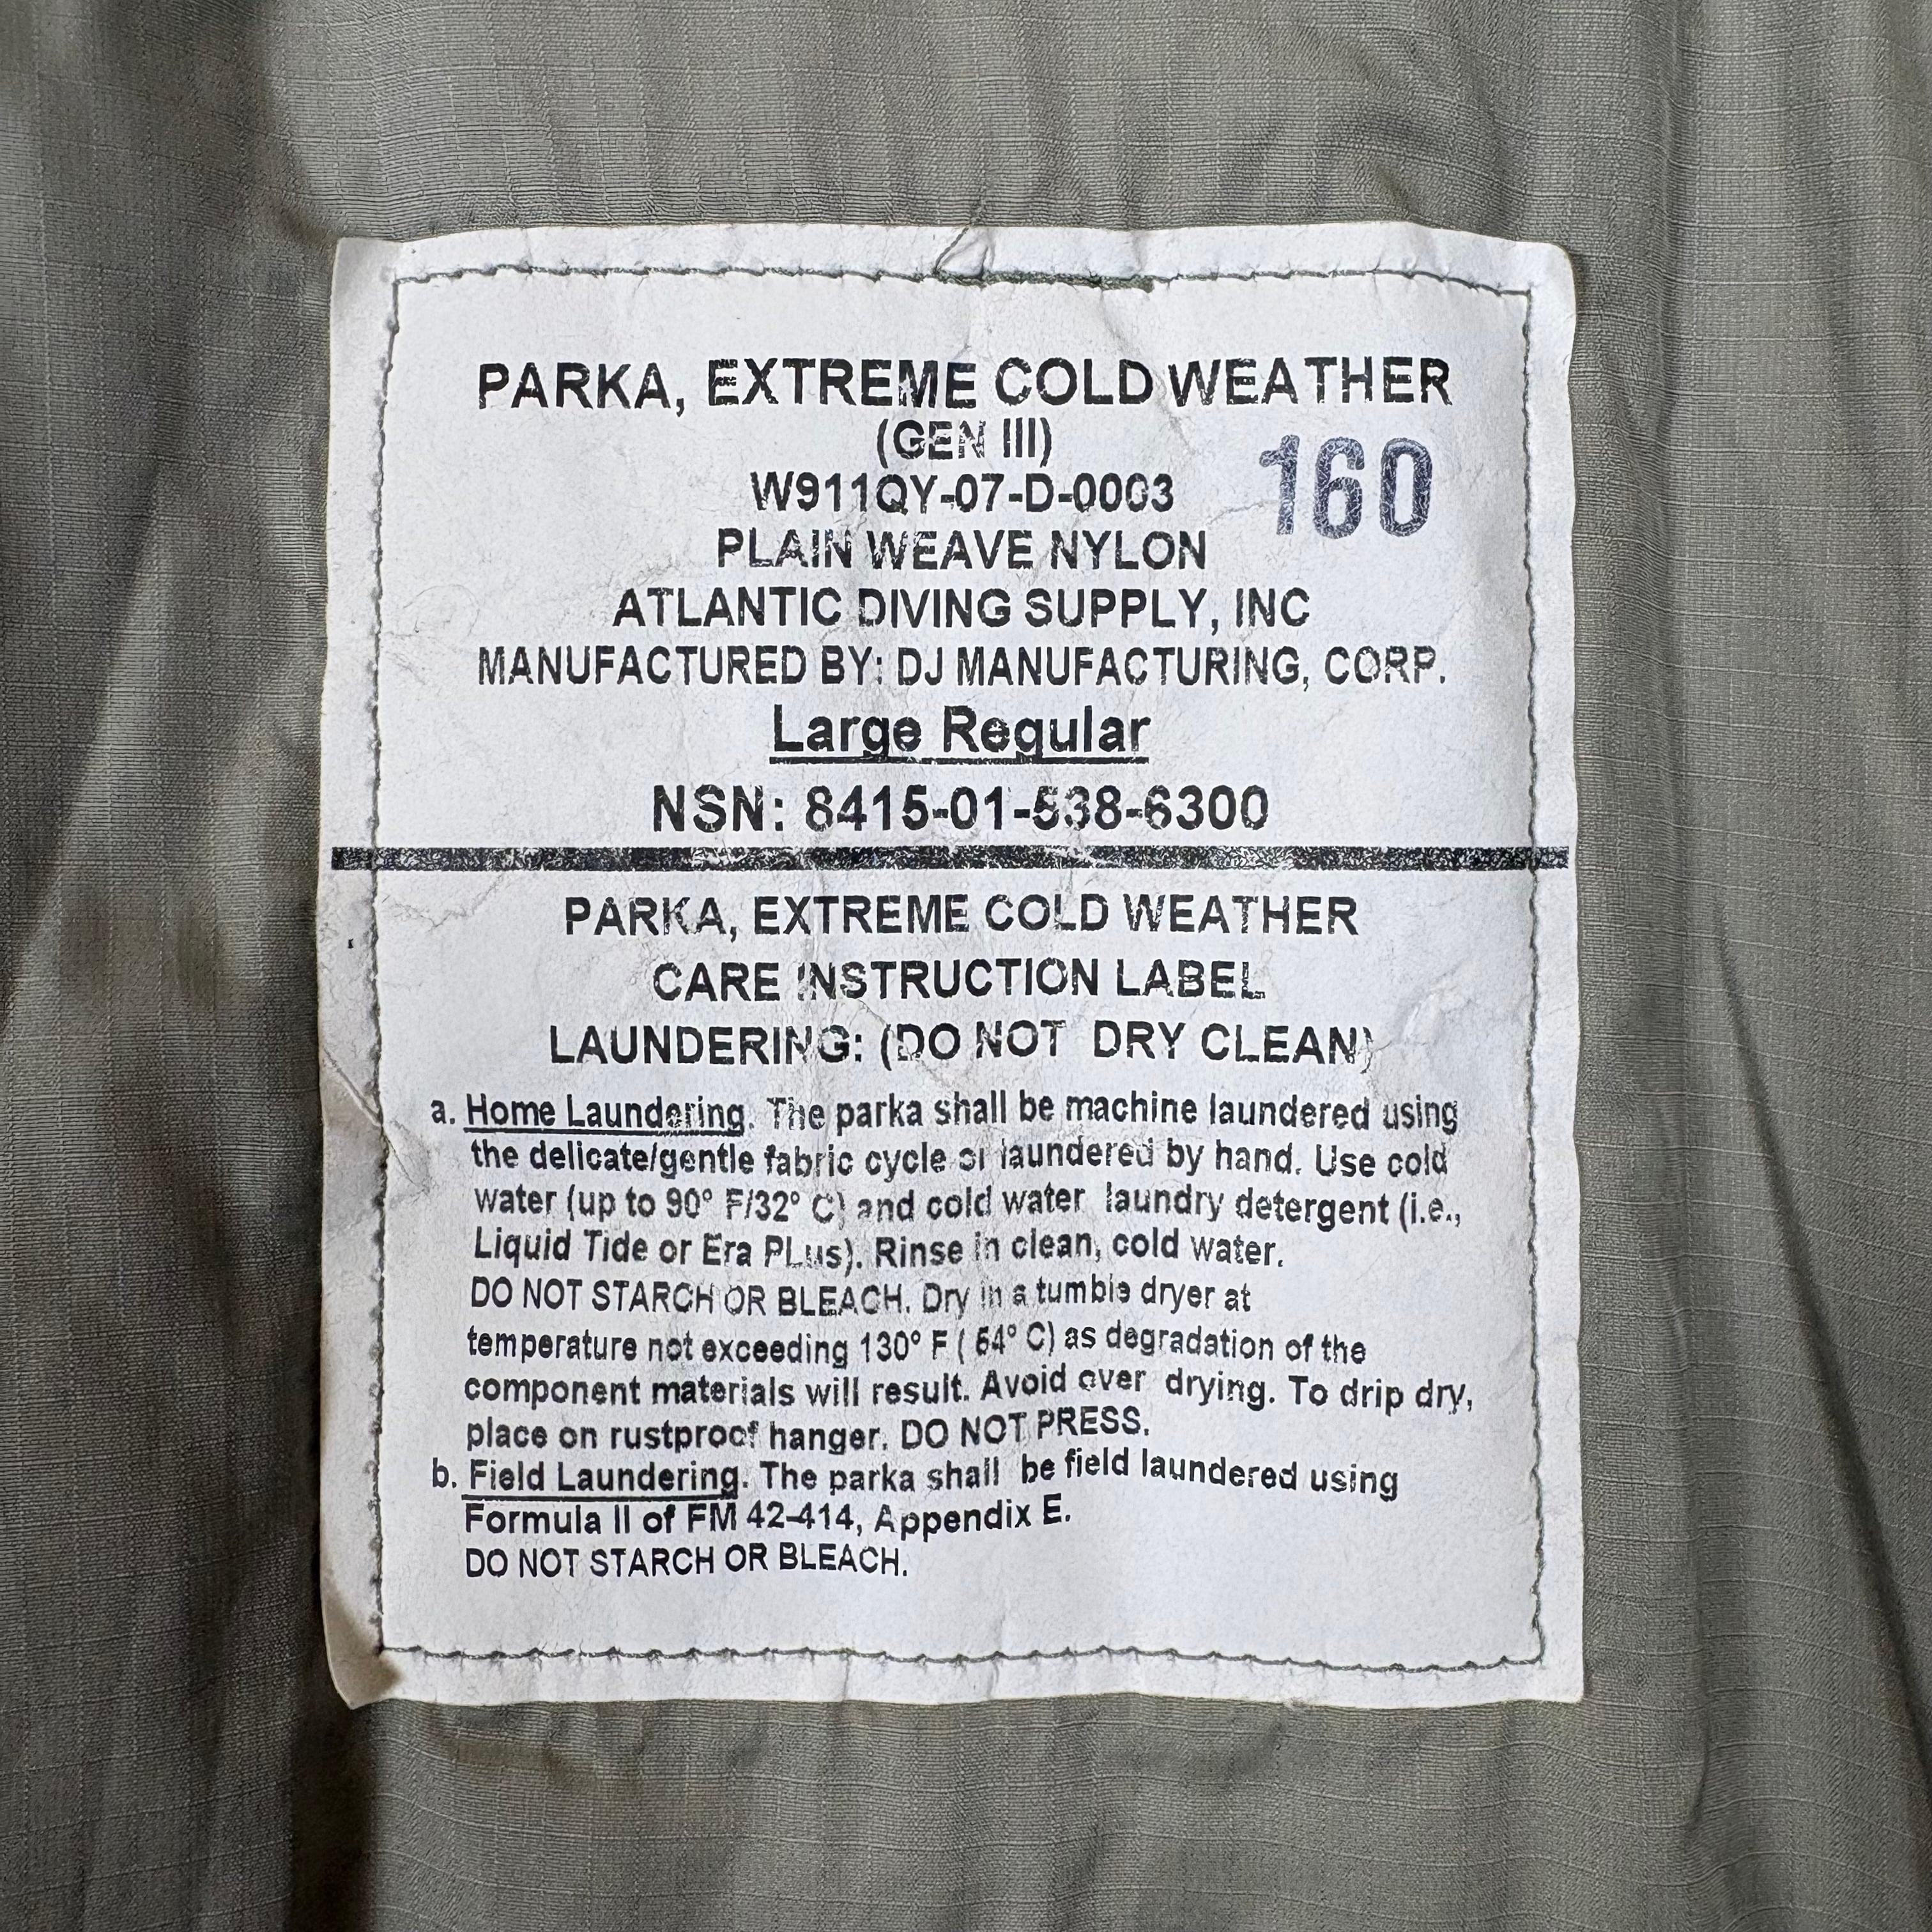 PARKA, EXTREME COLD WEATHER
(GEN III)
160
W911QY-07-D-0003
PLAIN WEAVE NYLON
ATLANTIC DIVING SUPPLY, INC
MANUFACTURED BY: DJ MANUFACTURING, CORP.
Large Regular
NSN: 8415-01-538-6300
PARKA, EXTREME COLD WEATHER
CARE INSTRUCTION LABEL
LAUNDERING: (DO NOT DRY CLEAN)
a. Home Laundering. The parka shall be machine laundered using
the delicate/gentle fabric cycle or laundered by hand. Use cold
water (up to 90° F/32° C) and cold water laundry detergent (i.e.,
Liquid Tide or Era PLus). Rinse in clean, cold water.
DO NOT STARCH OR BLEACH. Dry in a tumble dryer at
temperature not exceeding 130° F ( 54° C) as degradation of the
component materials will result. Avoid over drying. To drip dry,
place on rustproof hanger. DO NOT PRESS.
b. Field Laundering. The parka shall be field laundered using
Formula II of FM 42-414, Appendix E.
DO NOT STARCH OR BLEACH.